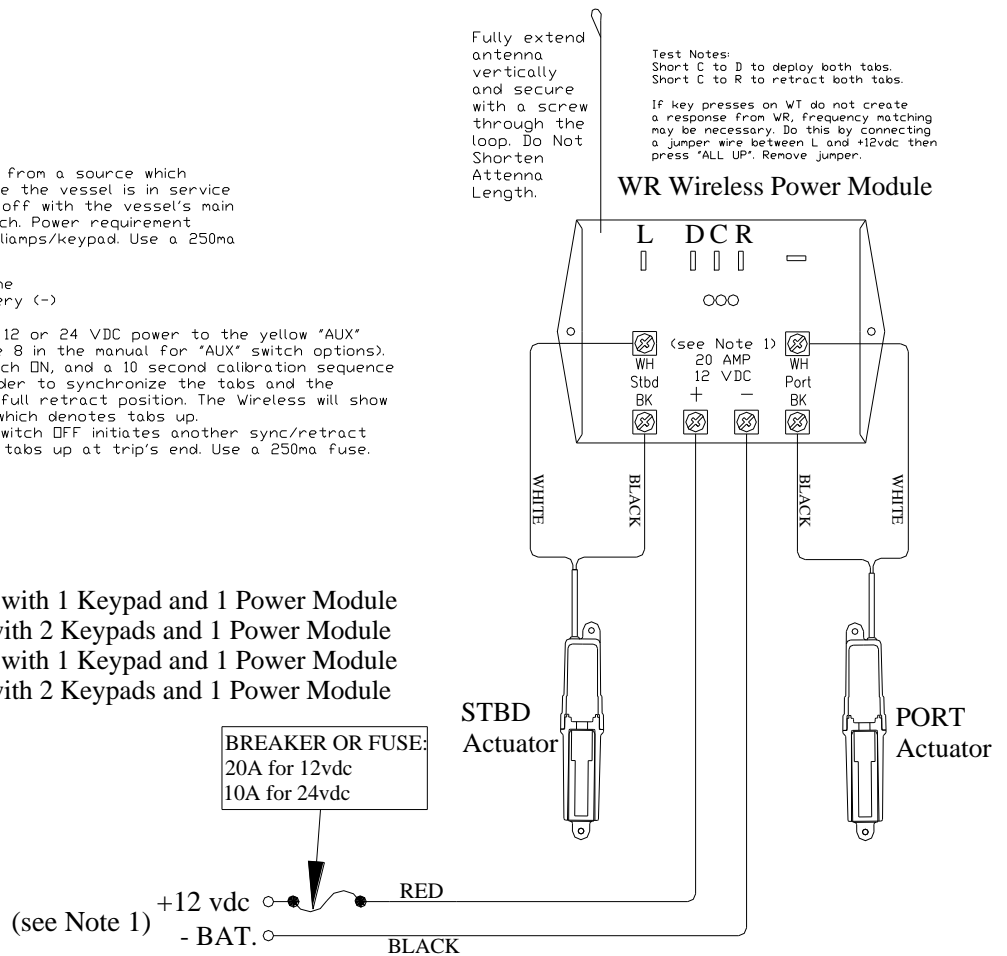 Fully extend
antenna
vertically
and secure
with a screw
through the
loop. Do Not
Shorten
Attenna
Length.
Test Notes:
Short C to D to deploy both tabs.
Short C to R to retract both tabs.
If key presses on WT do not create
a response from WR, frequency matching
may be necessary. Do this by connecting
a jumper wire between L and +12vdc then
press "ALL UP". Remove jumper.
from a source which
the vessel is in service
off with the vessel's main
Power requirement
Use a 250ma
(-)
12 or 24 VDC power to the yellow "AUX"
8 in the manual for "AUX" switch options).
ON, and a 10 second calibration sequence
to synchronize the tabs and the
full retract position. The Wireless will show
which denotes tabs up.
OFF initiates another sync/retract
tabs up at trip's end. Use a 250ma fuse.
WR Wireless Power Module
L D C R
(see Note 1)
20 AMP
12 VDC
WH
Stbd
BK
+ -
WH
Port
BK
WHITE
BLACK
BLACK
WHITE
with 1 Keypad and 1 Power Module
with 2 Keypads and 1 Power Module
with 1 Keypad and 1 Power Module
with 2 Keypads and 1 Power Module
STBD
Actuator
PORT
Actuator
BREAKER OR FUSE:
20A for 12vdc
10A for 24vdc
+12 vdc
RED
(see Note 1)
- BAT.
BLACK